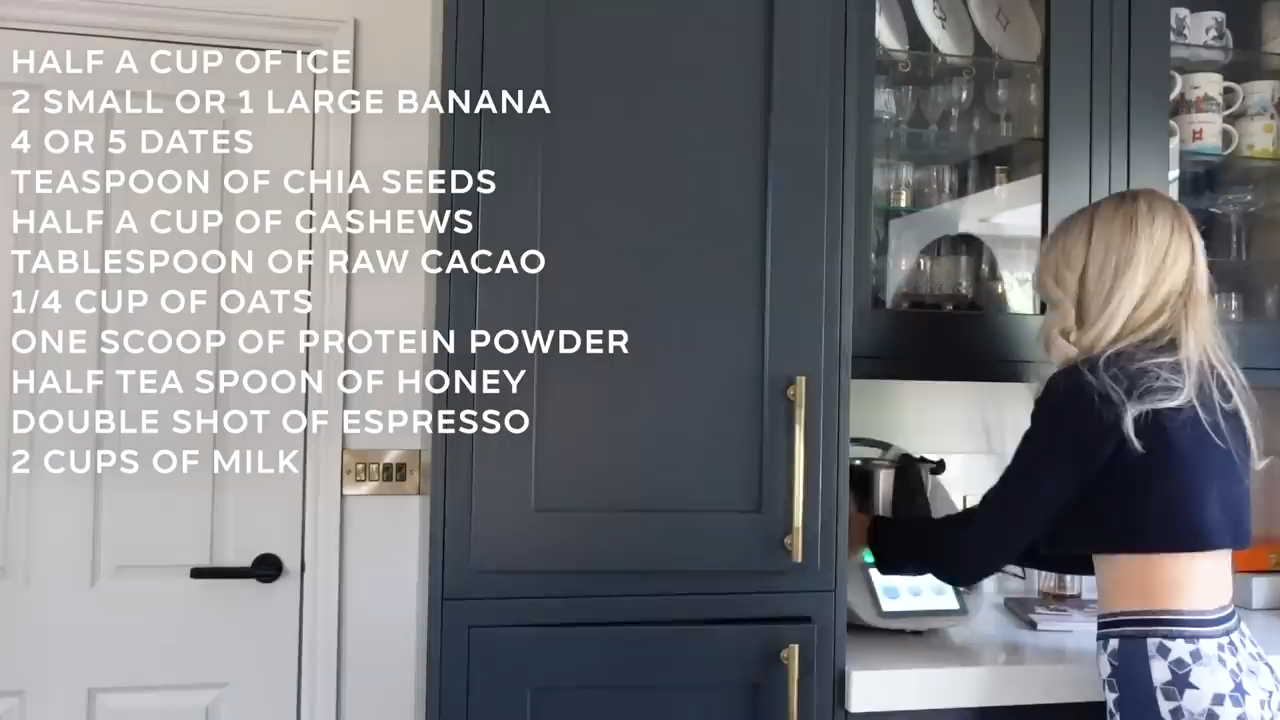 HALF A CUP OF ICE
2 SMALL OR 1 LARGE BANANA
4 OR 5 DATES
TEASPOON OF CHIA SEEDS
HALF A CUP OF CASHEWS
TABLESPOON OF RAW CACAO
1/4 CUP OF OATS
ONE SCOOP OF PROTEIN POWDER
HALF TEA SPOON OF HONEY
DOUBLE SHOT OF ESPRESSO
2 CUPS OF MILK